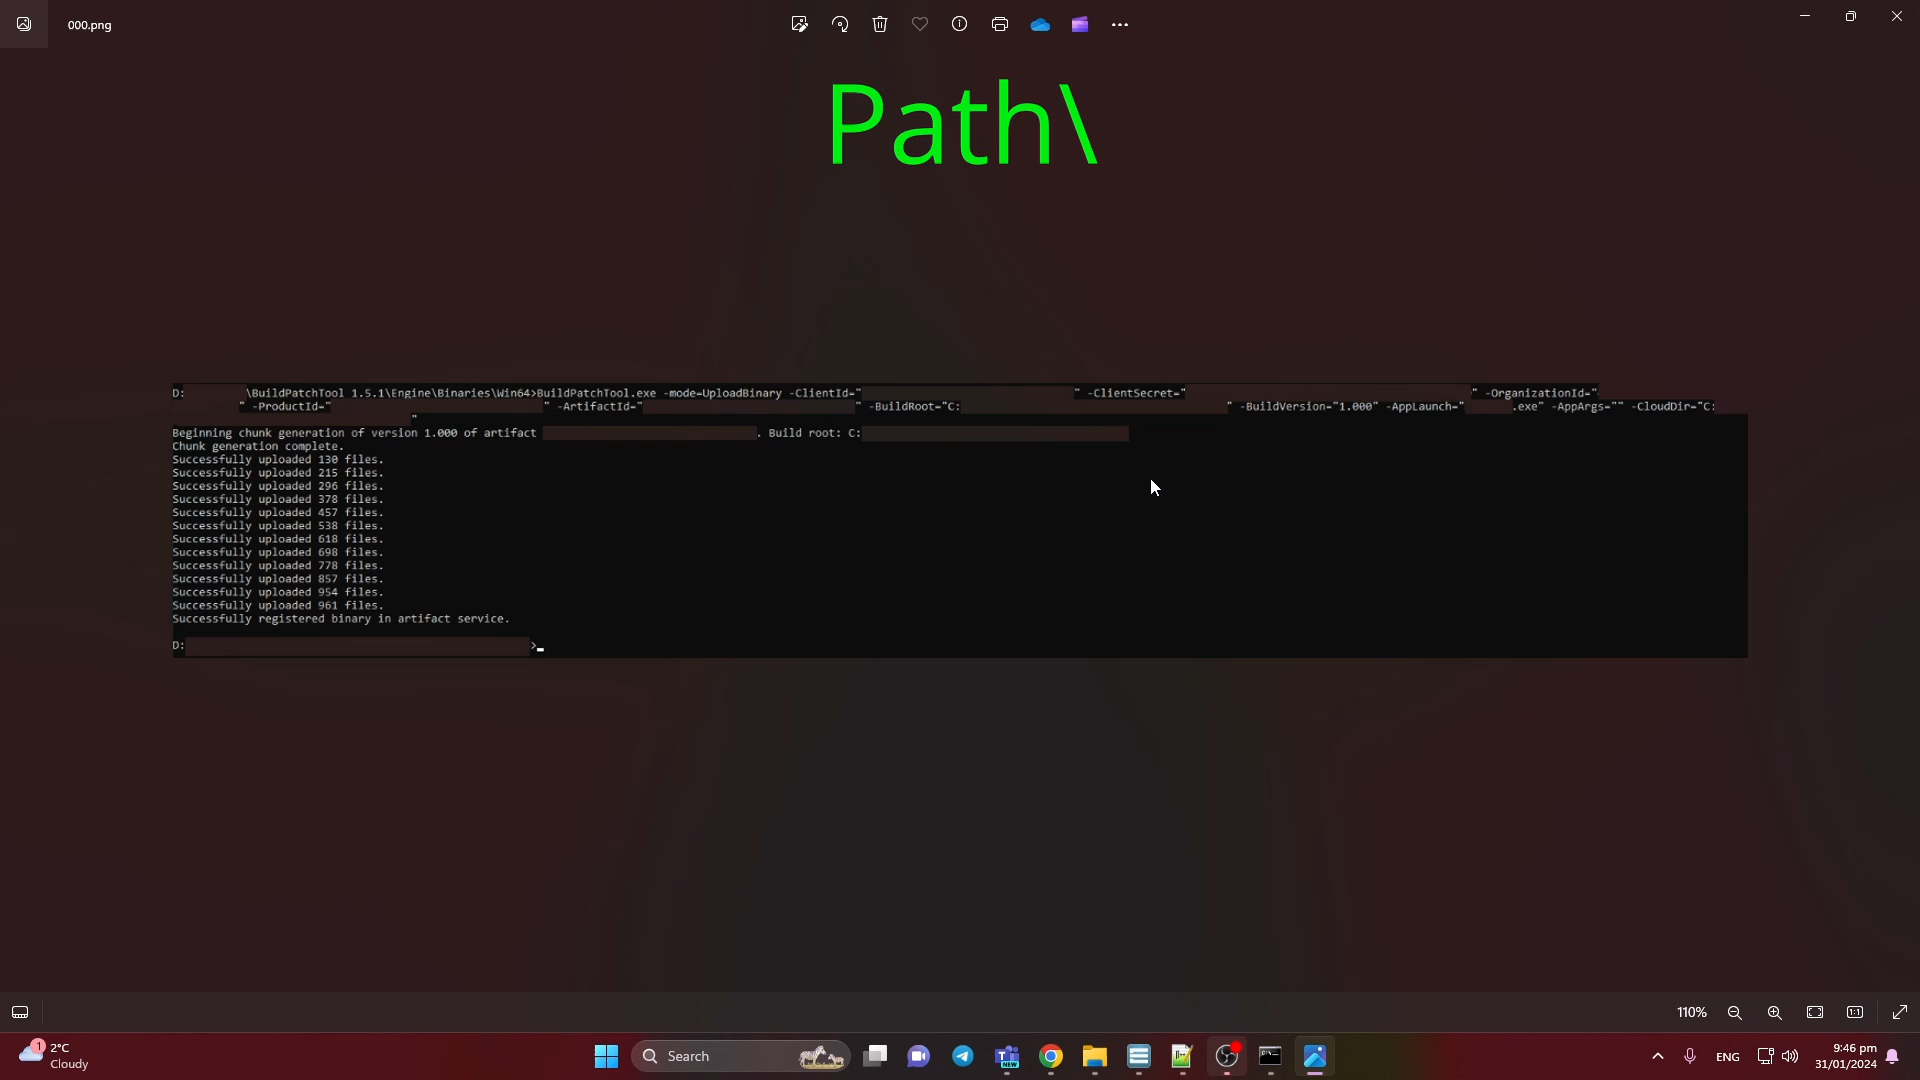 000.png
Path\
D: \BuildPatchTool 1.5.1\Engine\Binaries\Win64>BuildPatchTool.exe -mode=UploadBinary -ClientId=" " -ClientSecret=" " -OrganizationId="
" -ProductId=" " -ArtifactId=" " -BuildRoot="C: " -BuildVersion="1.000" -AppLaunch=" .exe" -AppArgs="" -CloudDir="C:
"
Beginning chunk generation of version 1.000 of artifact . Build root: C:
Chunk generation complete.
Successfully uploaded 130 files.
Successfully uploaded 215 files.
Successfully uploaded 296 files.
Successfully uploaded 378 files.
Successfully uploaded 457 files.
Successfully uploaded 538 files.
Successfully uploaded 618 files.
Successfully uploaded 698 files.
Successfully uploaded 778 files.
Successfully uploaded 857 files.
Successfully uploaded 954 files.
Successfully uploaded 961 files.
Successfully registered binary in artifact service.
D: >_
110%
1:1
1
2°C
Cloudy
Search
NEW
ENG
9:46 pm
31/01/2024